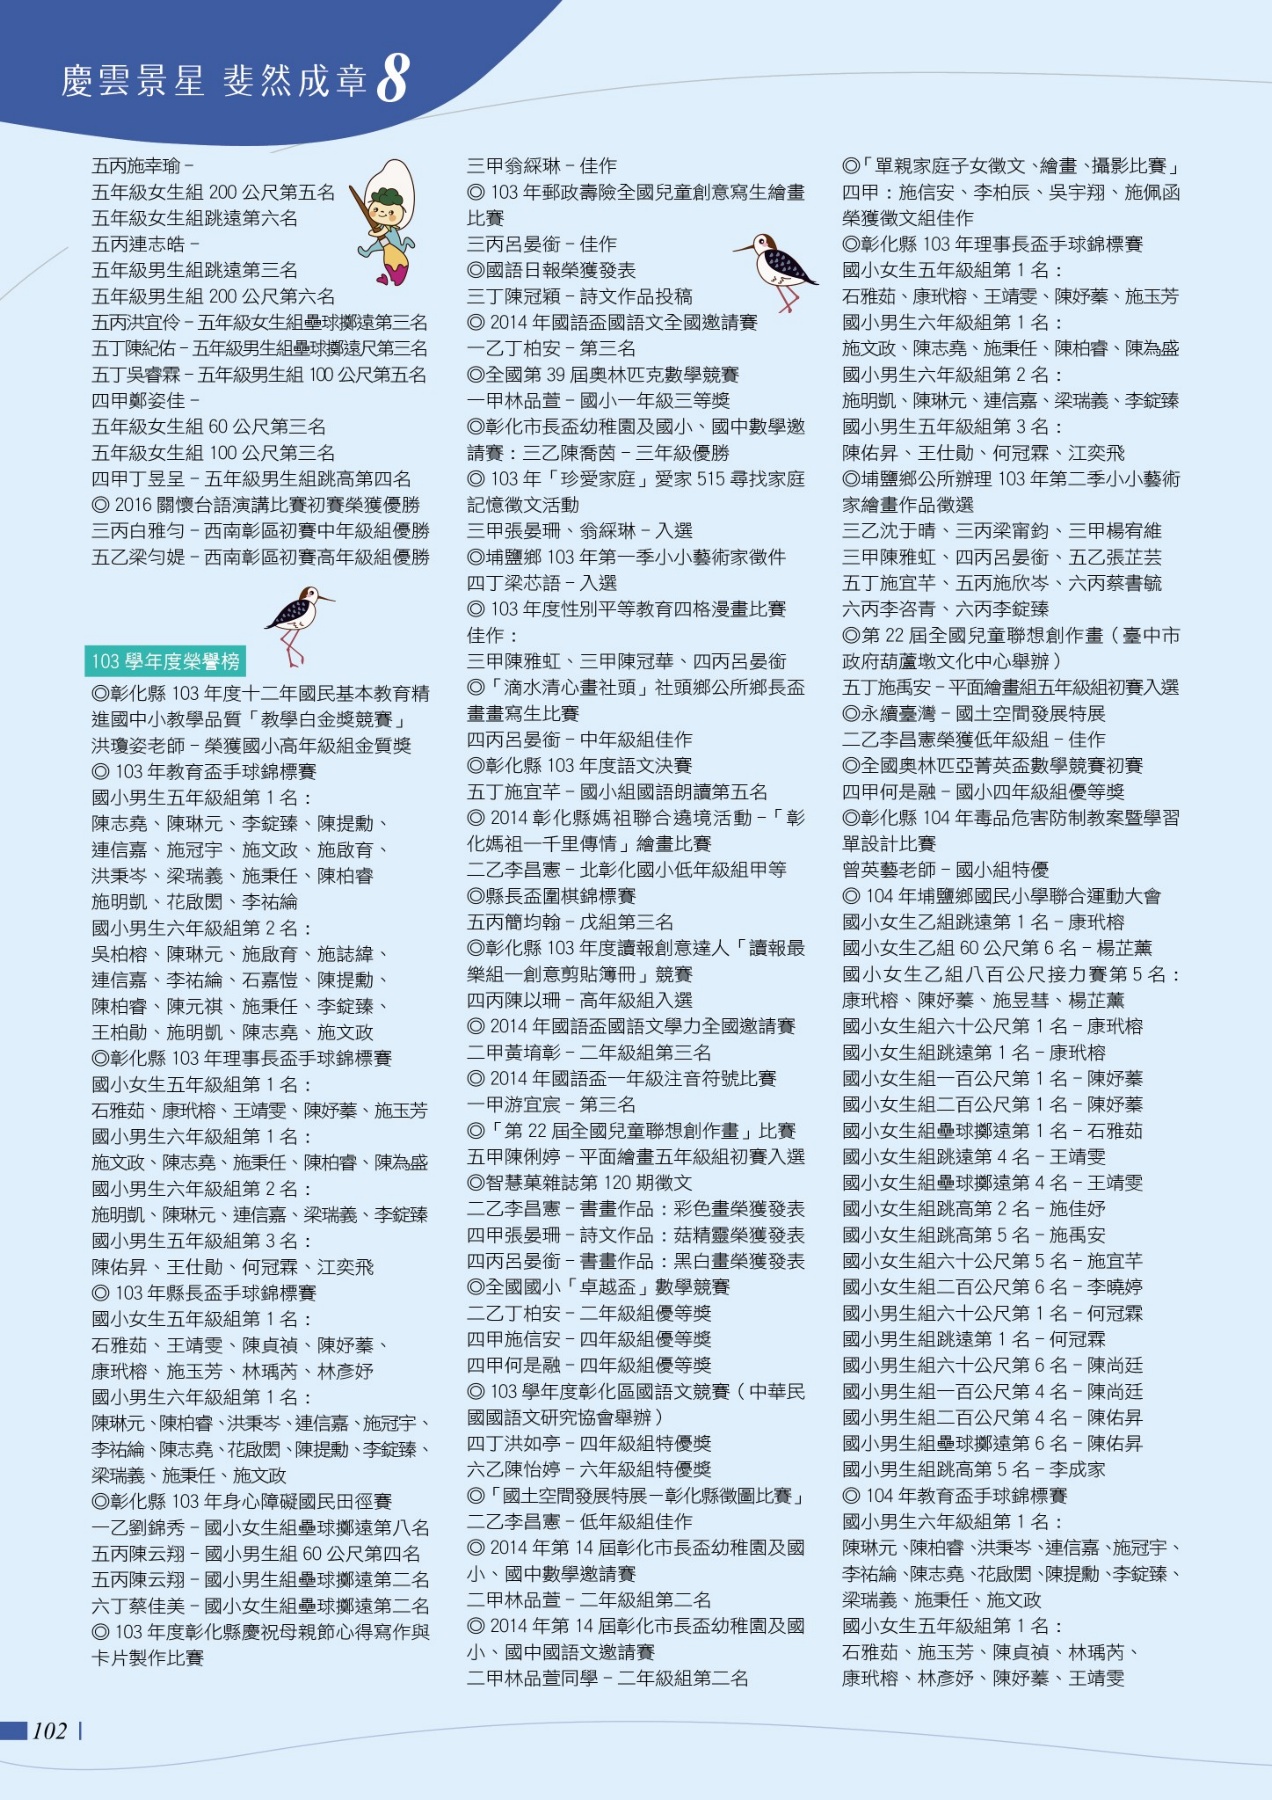 慶雲景星 斐然成章8
五丙施幸瑜–
五年級女生組 200 公尺第五名
五年級女生組跳遠第六名
五丙連志皓–
五年級男生組跳遠第三名
五年級男生組 200 公尺第六名
五丙洪宜伶–五年級女生組壘球擲遠第三名
五丁陳紀佑–五年級男生組壘球擲遠尺第三名
五丁吳睿霖–五年級男生組 100 公尺第五名
四甲鄭姿佳–
五年級女生組 60 公尺第三名
五年級女生組 100 公尺第三名
四甲丁昱呈–五年級男生組跳高第四名
◎ 2016 關懷台語演講比賽初賽榮獲優勝
三丙白雅勻–西南彰區初賽中年級組優勝
五乙梁勻媞–西南彰區初賽高年級組優勝
103 學年度榮譽榜
◎彰化縣 103 年度十二年國民基本教育精
進國中小教學品質「教學白金獎競賽」
洪瓊姿老師–榮獲國小高年級組金質獎
◎ 103 年教育盃手球錦標賽
國小男生五年級組第 1 名：
陳志堯、陳琳元、李錠臻、陳提勳、
連信嘉、施冠宇、施文政、施啟育、
洪秉岑、梁瑞義、施秉任、陳柏睿
施明凱、花啟閎、李祐綸
國小男生六年級組第 2 名：
吳柏榕、陳琳元、施啟育、施誌緯、
連信嘉、李祐綸、石嘉愷、陳提勳、
陳柏睿、陳元祺、施秉任、李錠臻、
王柏勛、施明凱、陳志堯、施文政
◎彰化縣 103 年理事長盃手球錦標賽
國小女生五年級組第 1 名：
石雅茹、康玳榕、王靖雯、陳妤蓁、施玉芳
國小男生六年級組第 1 名：
施文政、陳志堯、施秉任、陳柏睿、陳為盛
國小男生六年級組第 2 名：
施明凱、陳琳元、連信嘉、梁瑞義、李錠臻
國小男生五年級組第 3 名：
陳佑昇、王仕勛、何冠霖、江奕飛
◎ 103 年縣長盃手球錦標賽
國小女生五年級組第 1 名：
石雅茹、王靖雯、陳貞禎、陳妤蓁、
康玳榕、施玉芳、林瑀芮、林彥妤
國小男生六年級組第 1 名：
陳琳元、陳柏睿、洪秉岑、連信嘉、施冠宇、
李祐綸、陳志堯、花啟閎、陳提勳、李錠臻、
梁瑞義、施秉任、施文政
◎彰化縣 103 年身心障礙國民田徑賽
一乙劉錦秀–國小女生組壘球擲遠第八名
五丙陳云翔–國小男生組 60 公尺第四名
五丙陳云翔–國小男生組壘球擲遠第二名
六丁蔡佳美–國小女生組壘球擲遠第二名
◎ 103 年度彰化縣慶祝母親節心得寫作與
卡片製作比賽
三甲翁綵琳–佳作
◎ 103 年郵政壽險全國兒童創意寫生繪畫
比賽
三丙呂晏銜–佳作
◎國語日報榮獲發表
三丁陳冠穎–詩文作品投稿
◎ 2014 年國語盃國語文全國邀請賽
一乙丁柏安–第三名
◎全國第 39 屆奧林匹克數學競賽
一甲林品萱–國小一年級三等獎
◎彰化市長盃幼稚園及國小、國中數學邀
請賽：三乙陳喬茵–三年級優勝
◎ 103 年「珍愛家庭」愛家 515 尋找家庭
記憶徵文活動
三甲張晏珊、翁綵琳–入選
◎埔鹽鄉 103 年第一季小小藝術家徵件
四丁梁芯語–入選
◎ 103 年度性別平等教育四格漫畫比賽
佳作：
三甲陳雅虹、三甲陳冠華、四丙呂晏銜
◎「滴水清心畫社頭」社頭鄉公所鄉長盃
畫畫寫生比賽
四丙呂晏銜–中年級組佳作
◎彰化縣 103 年度語文決賽
五丁施宜芊–國小組國語朗讀第五名
◎ 2014 彰化縣媽祖聯合遶境活動–「彰
化媽祖一千里傳情」繪畫比賽
二乙李昌憲–北彰化國小低年級組甲等
◎縣長盃圍棋錦標賽
五丙簡均翰–戊組第三名
◎彰化縣 103 年度讀報創意達人「讀報最
樂組—創意剪貼簿冊」競賽
四丙陳以珊–高年級組入選
◎ 2014 年國語盃國語文學力全國邀請賽
二甲黃堉彰–二年級組第三名
◎ 2014 年國語盃一年級注音符號比賽
一甲游宜宸–第三名
◎「第 22 屆全國兒童聯想創作畫」比賽
五甲陳俐婷–平面繪畫五年級組初賽入選
◎智慧菓雜誌第 120 期徵文
二乙李昌憲–書畫作品：彩色畫榮獲發表
四甲張晏珊–詩文作品：菇精靈榮獲發表
四丙呂晏銜–書畫作品：黑白畫榮獲發表
◎全國國小「卓越盃」數學競賽
二乙丁柏安–二年級組優等獎
四甲施信安–四年級組優等獎
四甲何是融–四年級組優等獎
◎ 103 學年度彰化區國語文競賽（中華民
國國語文研究協會舉辦）
四丁洪如亭–四年級組特優獎
六乙陳怡婷–六年級組特優獎
◎「國土空間發展特展－彰化縣徵圖比賽」
二乙李昌憲–低年級組佳作
◎ 2014 年第 14 屆彰化市長盃幼稚園及國
小、國中數學邀請賽
二甲林品萱–二年級組第二名
◎ 2014 年第 14 屆彰化市長盃幼稚園及國
小、國中國語文邀請賽
二甲林品萱同學–二年級組第二名
◎「單親家庭子女徵文、繪畫、攝影比賽」
四甲：施信安、李柏辰、吳宇翔、施佩函
榮獲徵文組佳作
◎彰化縣 103 年理事長盃手球錦標賽
國小女生五年級組第 1 名：
石雅茹、康玳榕、王靖雯、陳妤蓁、施玉芳
國小男生六年級組第 1 名：
施文政、陳志堯、施秉任、陳柏睿、陳為盛
國小男生六年級組第 2 名：
施明凱、陳琳元、連信嘉、梁瑞義、李錠臻
國小男生五年級組第 3 名：
陳佑昇、王仕勛、何冠霖、江奕飛
◎埔鹽鄉公所辦理 103 年第二季小小藝術
家繪畫作品徵選
三乙沈于晴、三丙梁甯鈞、三甲楊宥維
三甲陳雅虹、四丙呂晏銜、五乙張芷芸
五丁施宜芊、五丙施欣岑、六丙蔡書毓
六丙李咨青、六丙李錠臻
◎第 22 屆全國兒童聯想創作畫（臺中市
政府葫蘆墩文化中心舉辦）
五丁施禹安–平面繪畫組五年級組初賽入選
◎永續臺灣–國土空間發展特展
二乙李昌憲榮獲低年級組–佳作
◎全國奧林匹亞菁英盃數學競賽初賽
四甲何是融–國小四年級組優等獎
◎彰化縣 104 年毒品危害防制教案暨學習
單設計比賽
曾英藝老師–國小組特優
◎ 104 年埔鹽鄉國民小學聯合運動大會
國小女生乙組跳遠第 1 名–康玳榕
國小女生乙組 60 公尺第 6 名–楊芷薰
國小女生乙組八百公尺接力賽第 5 名：
康玳榕、陳妤蓁、施昱彗、楊芷薰
國小女生組六十公尺第 1 名–康玳榕
國小女生組跳遠第 1 名–康玳榕
國小女生組一百公尺第 1 名–陳妤蓁
國小女生組二百公尺第 1 名–陳妤蓁
國小女生組壘球擲遠第 1 名–石雅茹
國小女生組跳遠第 4 名–王靖雯
國小女生組壘球擲遠第 4 名–王靖雯
國小女生組跳高第 2 名–施佳妤
國小女生組跳高第 5 名–施禹安
國小女生組六十公尺第 5 名–施宜芊
國小女生組二百公尺第 6 名–李曉婷
國小男生組六十公尺第 1 名–何冠霖
國小男生組跳遠第 1 名–何冠霖
國小男生組六十公尺第 6 名–陳尚廷
國小男生組一百公尺第 4 名–陳尚廷
國小男生組二百公尺第 4 名–陳佑昇
國小男生組壘球擲遠第 6 名–陳佑昇
國小男生組跳高第 5 名–李成家
◎ 104 年教育盃手球錦標賽
國小男生六年級組第 1 名：
陳琳元、陳柏睿、洪秉岑、連信嘉、施冠宇、
李祐綸、陳志堯、花啟閎、陳提勳、李錠臻、
梁瑞義、施秉任、施文政
國小女生五年級組第 1 名：
石雅茹、施玉芳、陳貞禎、林瑀芮、
康玳榕、林彥妤、陳妤蓁、王靖雯
102